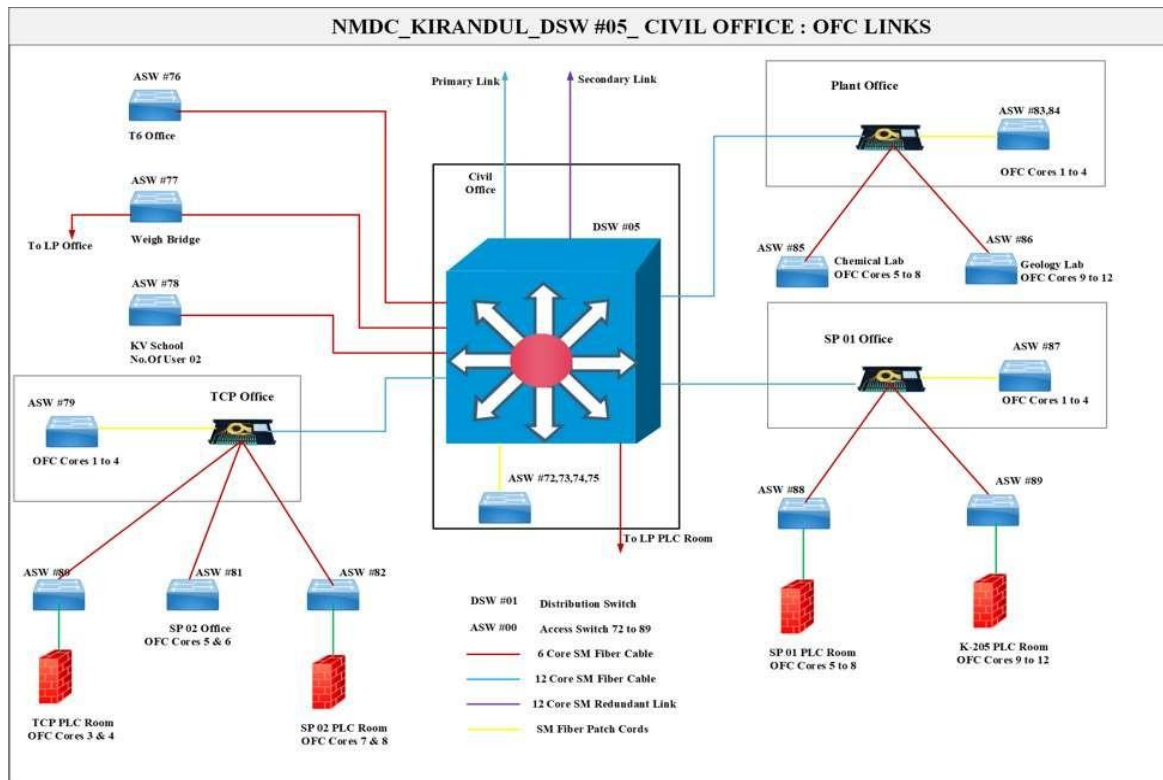 NMDC_KIRANDUL_DSW #05_ CIVIL OFFICE : OFC LINKS
ASW #76
T6 Office
ASW #77
To LP Office
Weigh Bridge
ASW #78
KV School
No.Of User 02
Primary Link
Secondary Link
Civil
Office
DSW #05
ASW #72,73,74,75
To LP PLC Room
Plant Office
ASW #83,84
OFC Cores 1 to 4
ASW #85
Chemical Lab
OFC Cores 5 to 8
ASW #86
Geology Lab
OFC Cores 9 to 12
SP 01 Office
ASW #87
OFC Cores 1 to 4
ASW #88
SP 01 PLC Room
OFC Cores 5 to 8
ASW #89
K-205 PLC Room
OFC Cores 9 to 12
TCP Office
ASW #79
OFC Cores 1 to 4
ASW #80
TCP PLC Room
OFC Cores 3 & 4
ASW #81
SP 02 Office
OFC Cores 5 & 6
ASW #82
SP 02 PLC Room
OFC Cores 7 & 8
DSW #01 Distribution Switch
ASW #00 Access Switch 72 to 89
6 Core SM Fiber Cable
12 Core SM Fiber Cable
12 Core SM Redundant Link
SM Fiber Patch Cords